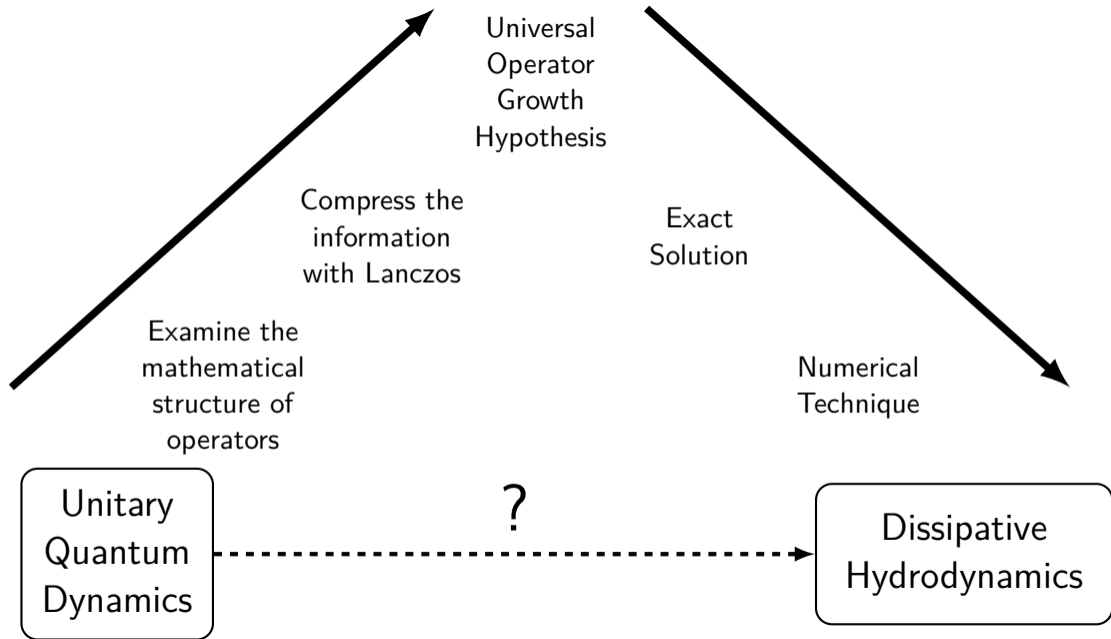 Universal
Operator
Growth
Hypothesis
Compress the
information
with Lanczos
Exact
Solution
Examine the
mathematical
structure of
operators
Numerical
Technique
Unitary
Quantum
Dynamics
?
Dissipative
Hydrodynamics